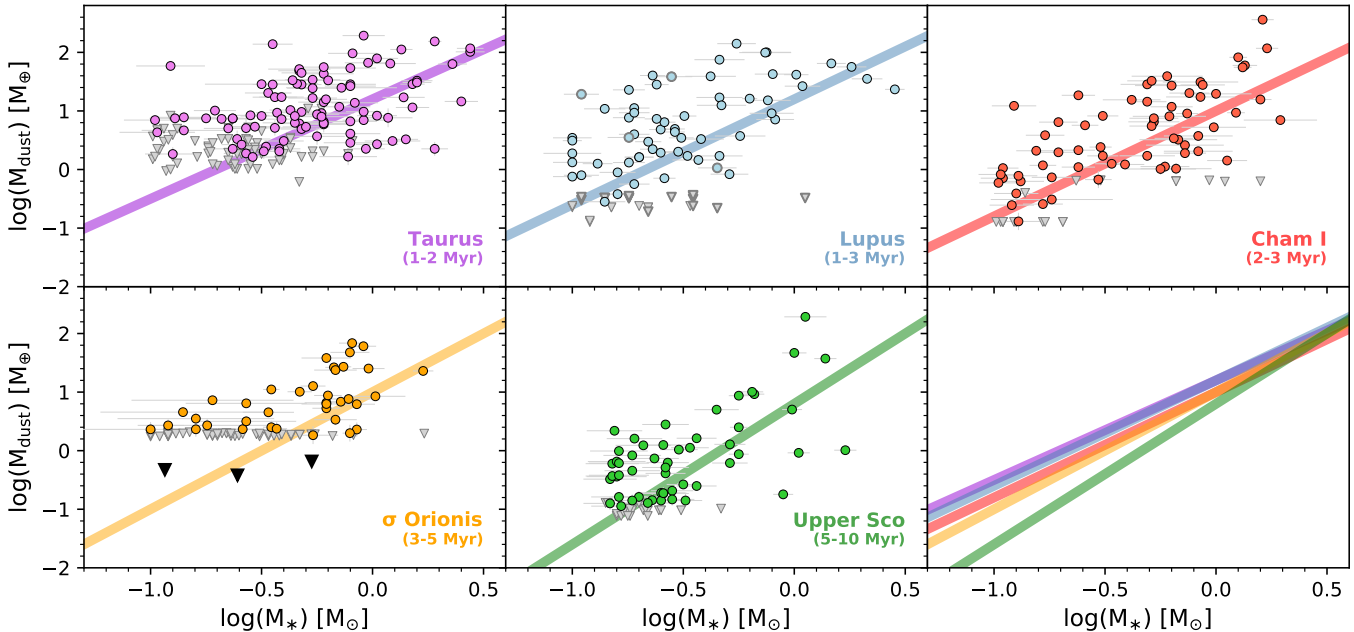 log(M_dust) [M_⊕]
2
1
0
−1
−2
Taurus
(1-2 Myr)
Lupus
(1-3 Myr)
Cham I
(2-3 Myr)
log(M_dust) [M_⊕]
2
1
0
−1
−2
σ Orionis
(3-5 Myr)
Upper Sco
(5-10 Myr)
−1.0 −0.5 0.0 0.5
−1.0 −0.5 0.0 0.5
−1.0 −0.5 0.0 0.5
log(M_∗) [M_⊙]
log(M_∗) [M_⊙]
log(M_∗) [M_⊙]